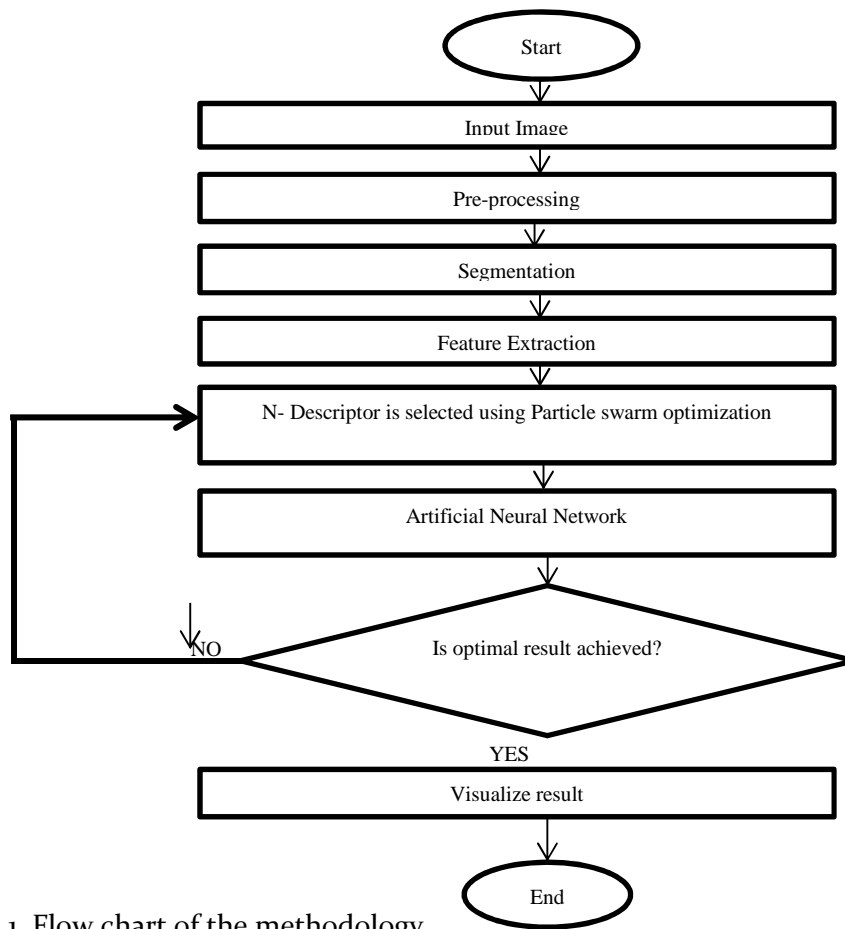 Start
Input Image
Pre-processing
Segmentation
Feature Extraction
N- Descriptor is selected using Particle swarm optimization
Artificial Neural Network
Is optimal result achieved?
NO
YES
Visualize result
End
1. Flow chart of the methodology